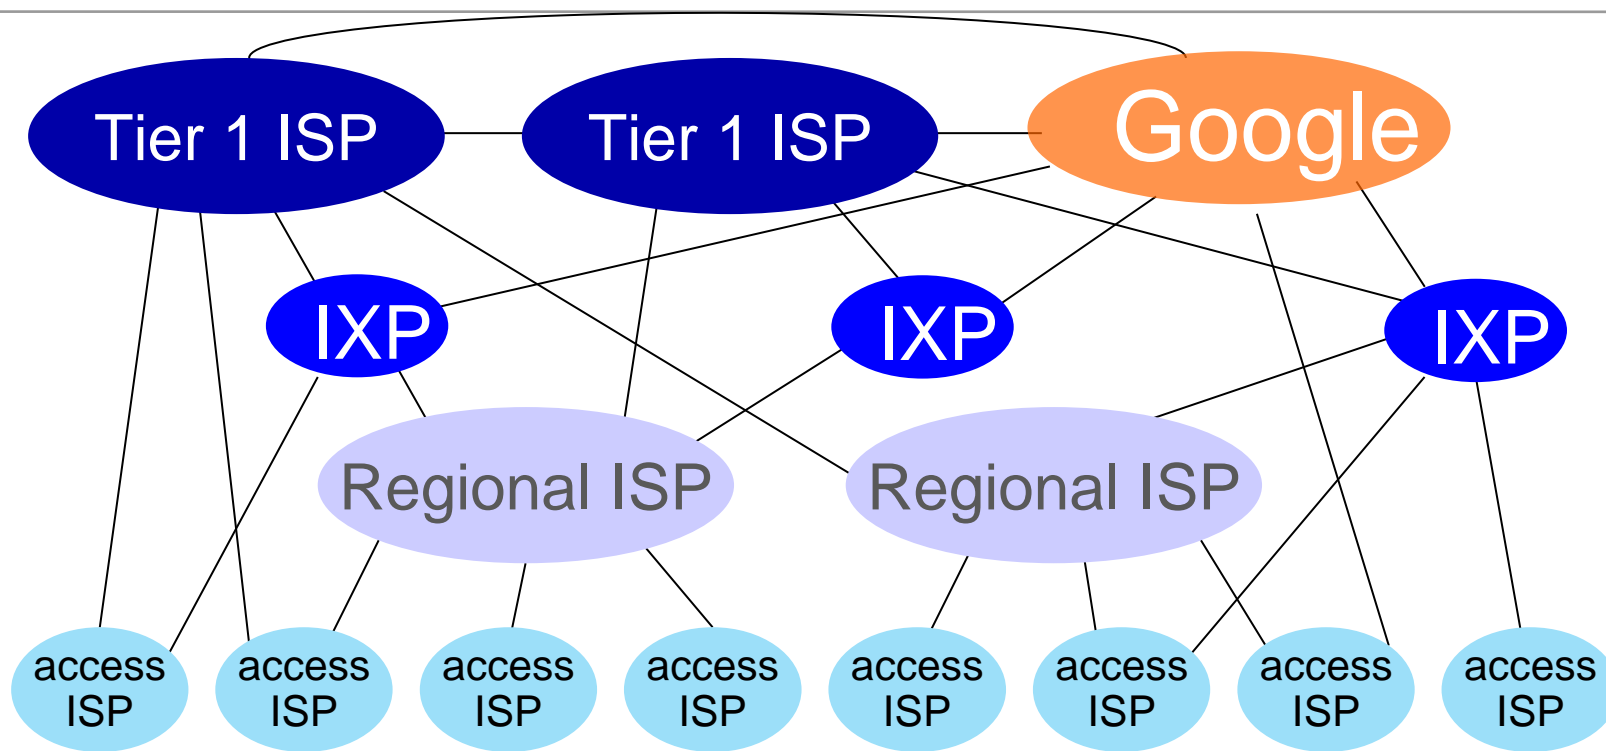 Tier 1 ISP
Tier 1 ISP
Google
IXP
IXP
IXP
Regional ISP
Regional ISP
access
ISP
access
ISP
access
ISP
access
ISP
access
ISP
access
ISP
access
ISP
access
ISP